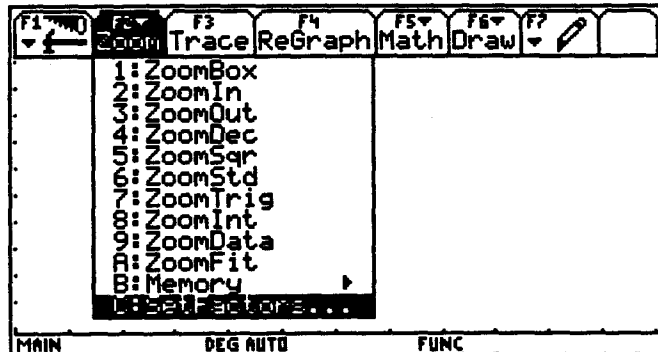 F1 F2 Zoom F3 Trace F4 ReGraph F5 Math F6 Draw F7
1:ZoomBox
2:ZoomIn
3:ZoomOut
4:ZoomDec
5:ZoomSqr
6:ZoomStd
7:ZoomTrig
8:ZoomInt
9:ZoomData
A:ZoomFit
B:Memory
C:SetFactors...
MAIN DEG AUTO FUNC